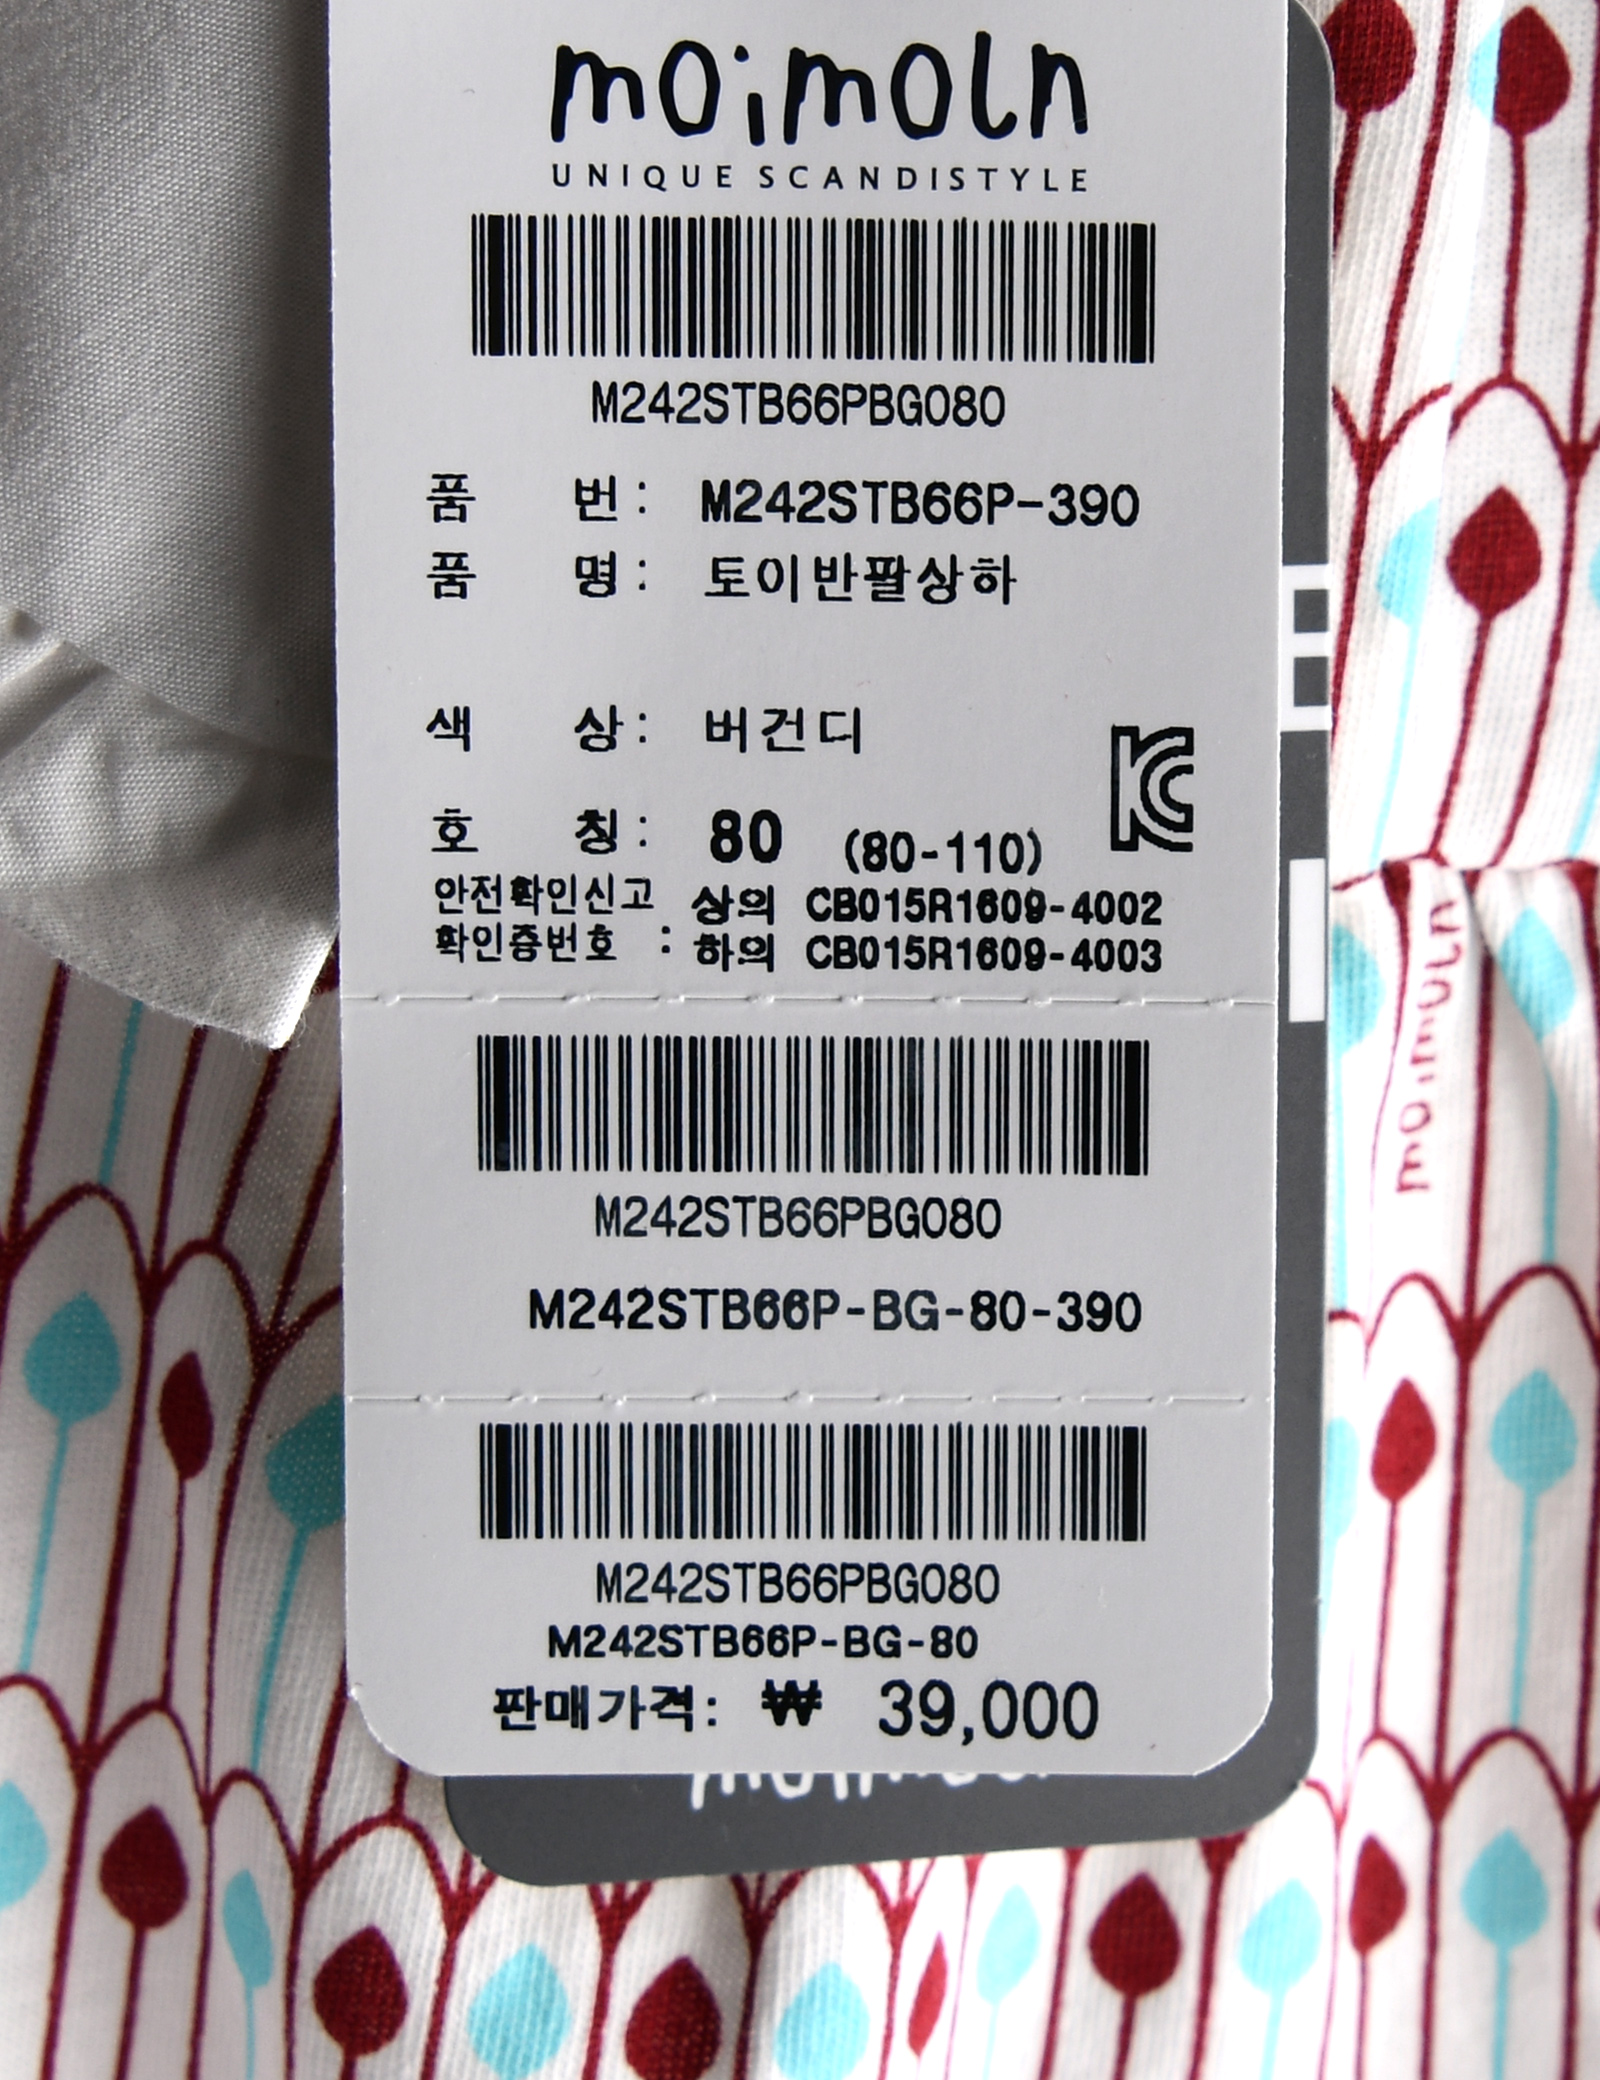 moimoln
UNIQUE SCANDISTYLE
M242STB66PBG080
품 번 : M242STB66P-390
품 명 : 토이반팔상하
색 상 : 버건디
호 칭 : 80 (80-110)
안전확인신고 상의 CB015R1609-4002
확인증번호 : 하의 CB015R1609-4003
M242STB66PBG080
M242STB66P-BG-80-390
M242STB66PBG080
M242STB66P-BG-80
판매가격: ₩ 39,000
moimoln